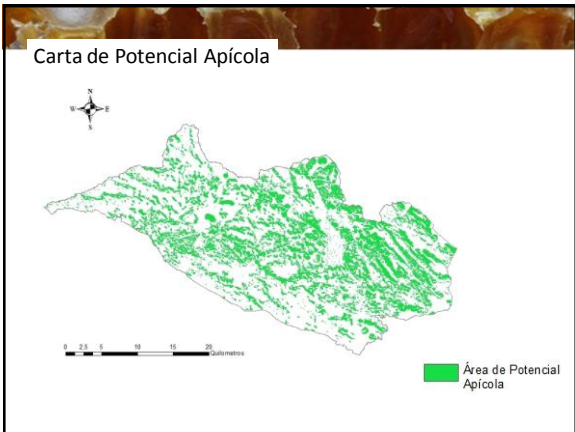 Carta de Potencial Apícola
N
W E
S
0 2,5 5 10 15 20
Quilometros
Área de Potencial
Apícola